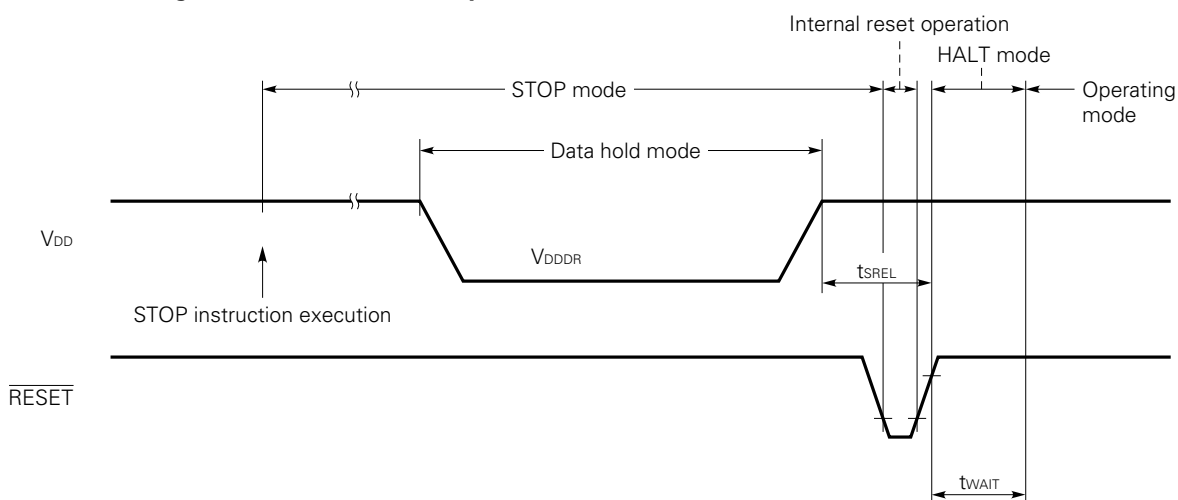 Internal reset operation
HALT mode
STOP mode
Operating
mode
Data hold mode
VDD
VDDDR
tSREL
STOP instruction execution
RESET
tWAIT